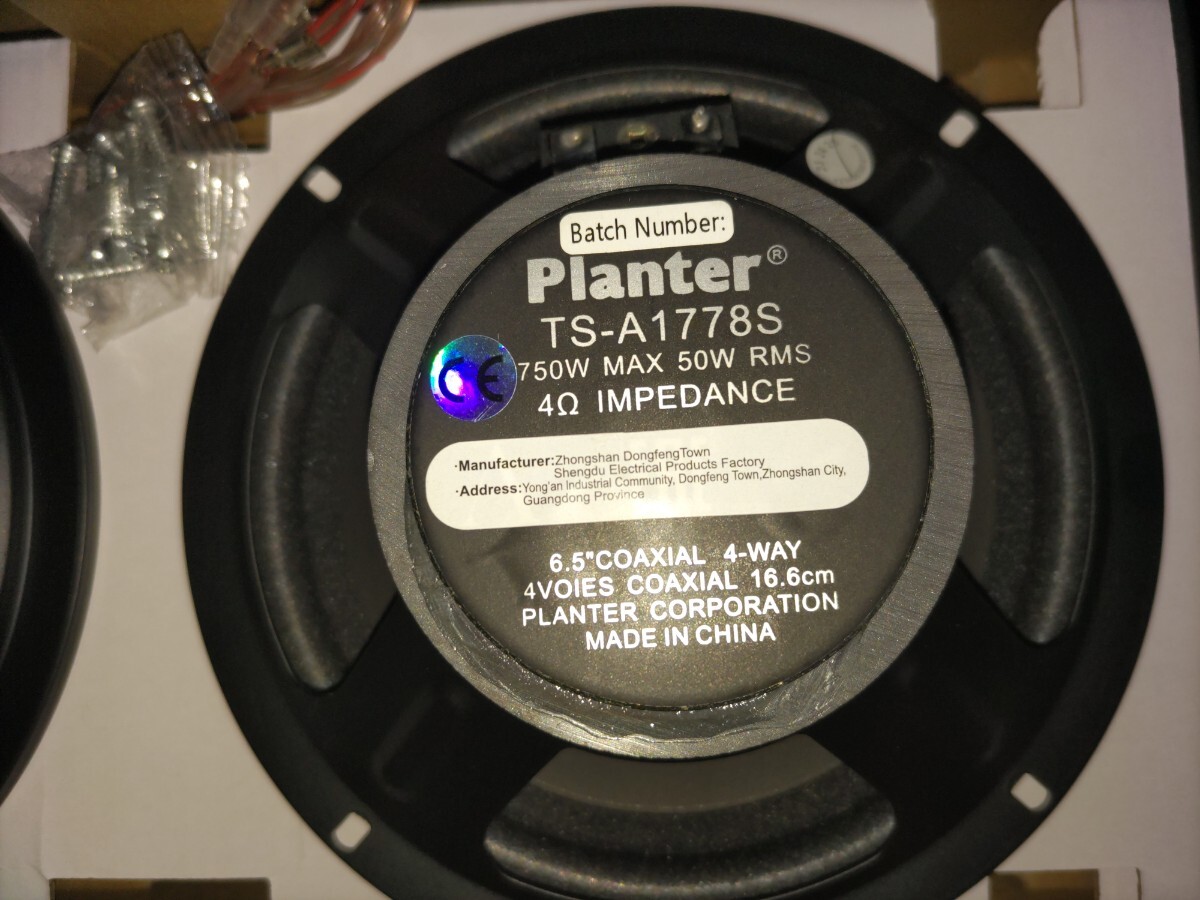 Batch Number:
Planter®
TS-A1778S
750W MAX 50W RMS
CE
4Ω IMPEDANCE
·Manufacturer:Zhongshan DongfengTown
Shengdu Electrical Products Factory
·Address:Yong'an Industrial Community, Dongfeng Town,Zhongshan City,
Guangdong Province
6.5"COAXIAL 4-WAY
4VOIES COAXIAL 16.6cm
PLANTER CORPORATION
MADE IN CHINA